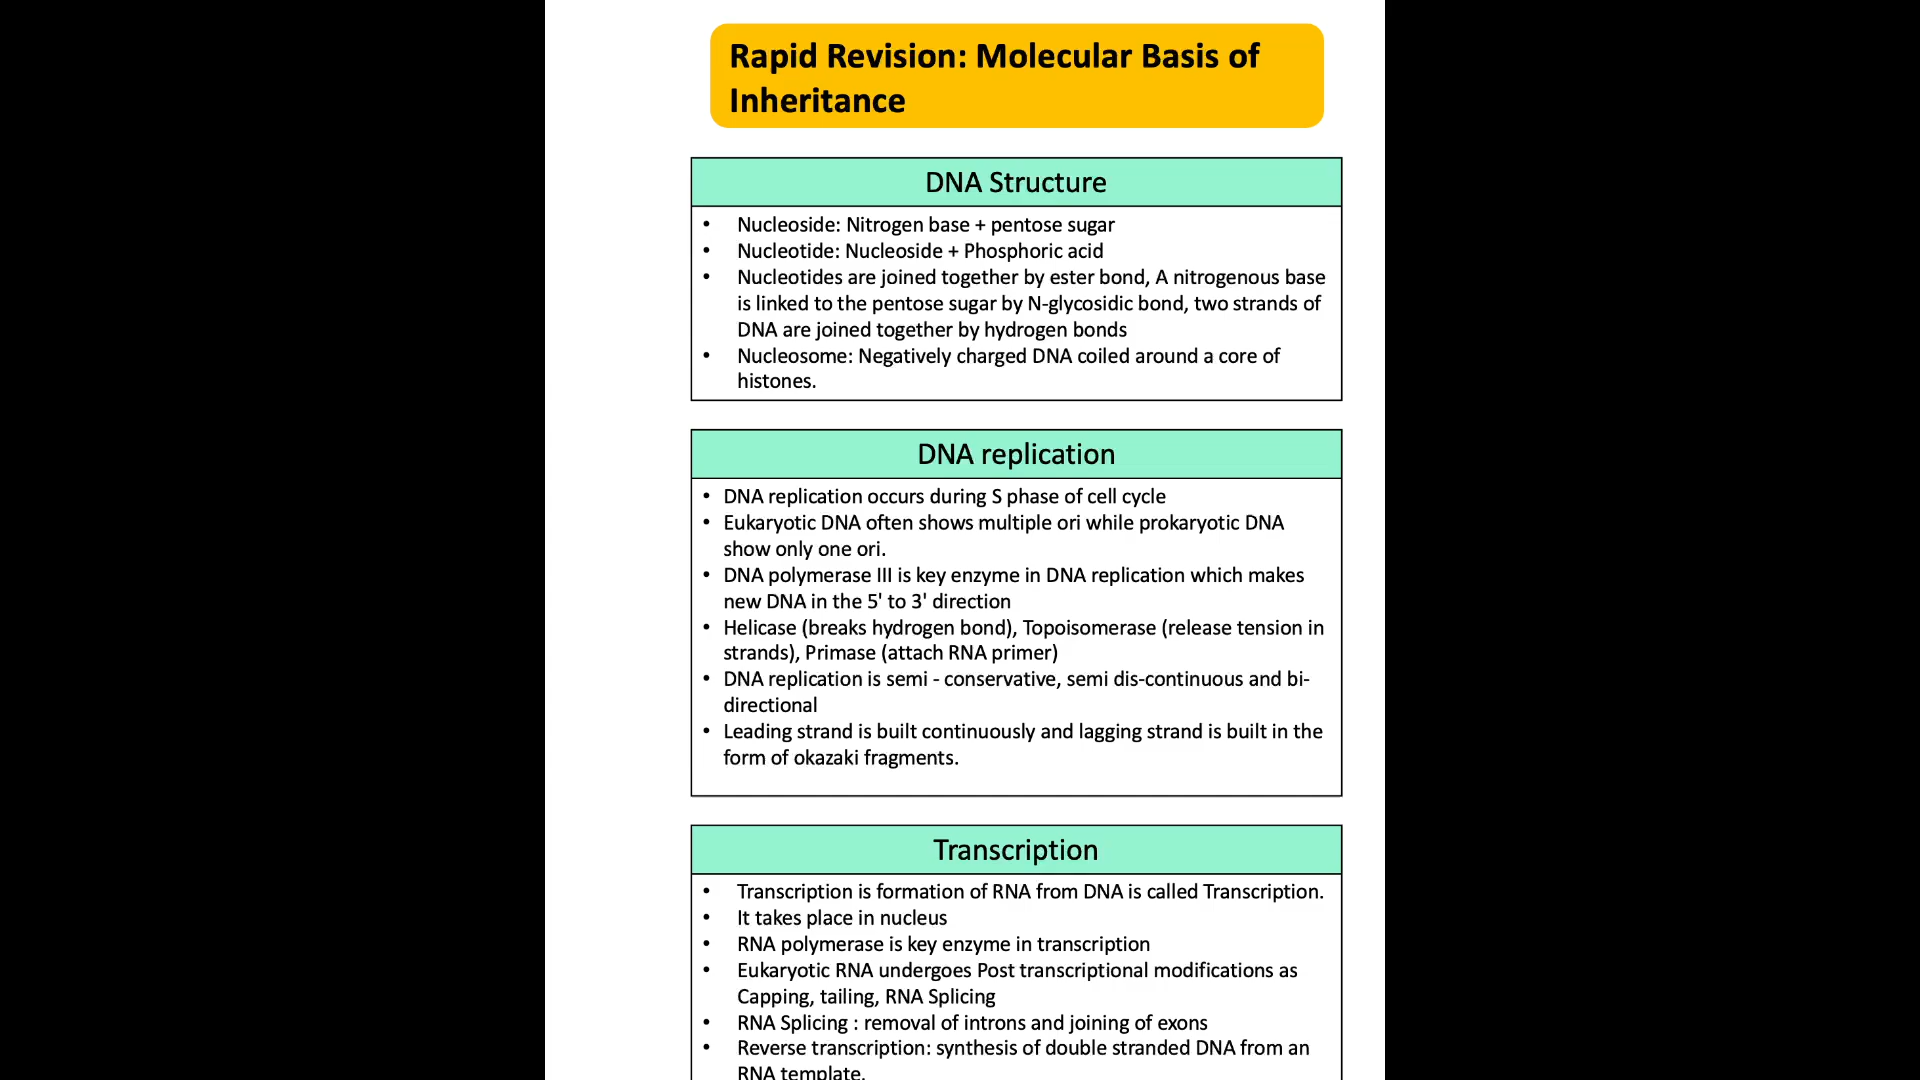 Rapid Revision: Molecular Basis of
Inheritance
DNA Structure
• Nucleoside: Nitrogen base + pentose sugar
• Nucleotide: Nucleoside + Phosphoric acid
• Nucleotides are joined together by ester bond, A nitrogenous base
is linked to the pentose sugar by N-glycosidic bond, two strands of
DNA are joined together by hydrogen bonds
• Nucleosome: Negatively charged DNA coiled around a core of
histones.
DNA replication
• DNA replication occurs during S phase of cell cycle
• Eukaryotic DNA often shows multiple ori while prokaryotic DNA
show only one ori.
• DNA polymerase III is key enzyme in DNA replication which makes
new DNA in the 5' to 3' direction
• Helicase (breaks hydrogen bond), Topoisomerase (release tension in
strands), Primase (attach RNA primer)
• DNA replication is semi - conservative, semi dis-continuous and bi-
directional
• Leading strand is built continuously and lagging strand is built in the
form of okazaki fragments.
Transcription
• Transcription is formation of RNA from DNA is called Transcription.
• It takes place in nucleus
• RNA polymerase is key enzyme in transcription
• Eukaryotic RNA undergoes Post transcriptional modifications as
Capping, tailing, RNA Splicing
• RNA Splicing : removal of introns and joining of exons
• Reverse transcription: synthesis of double stranded DNA from an
RNA template.